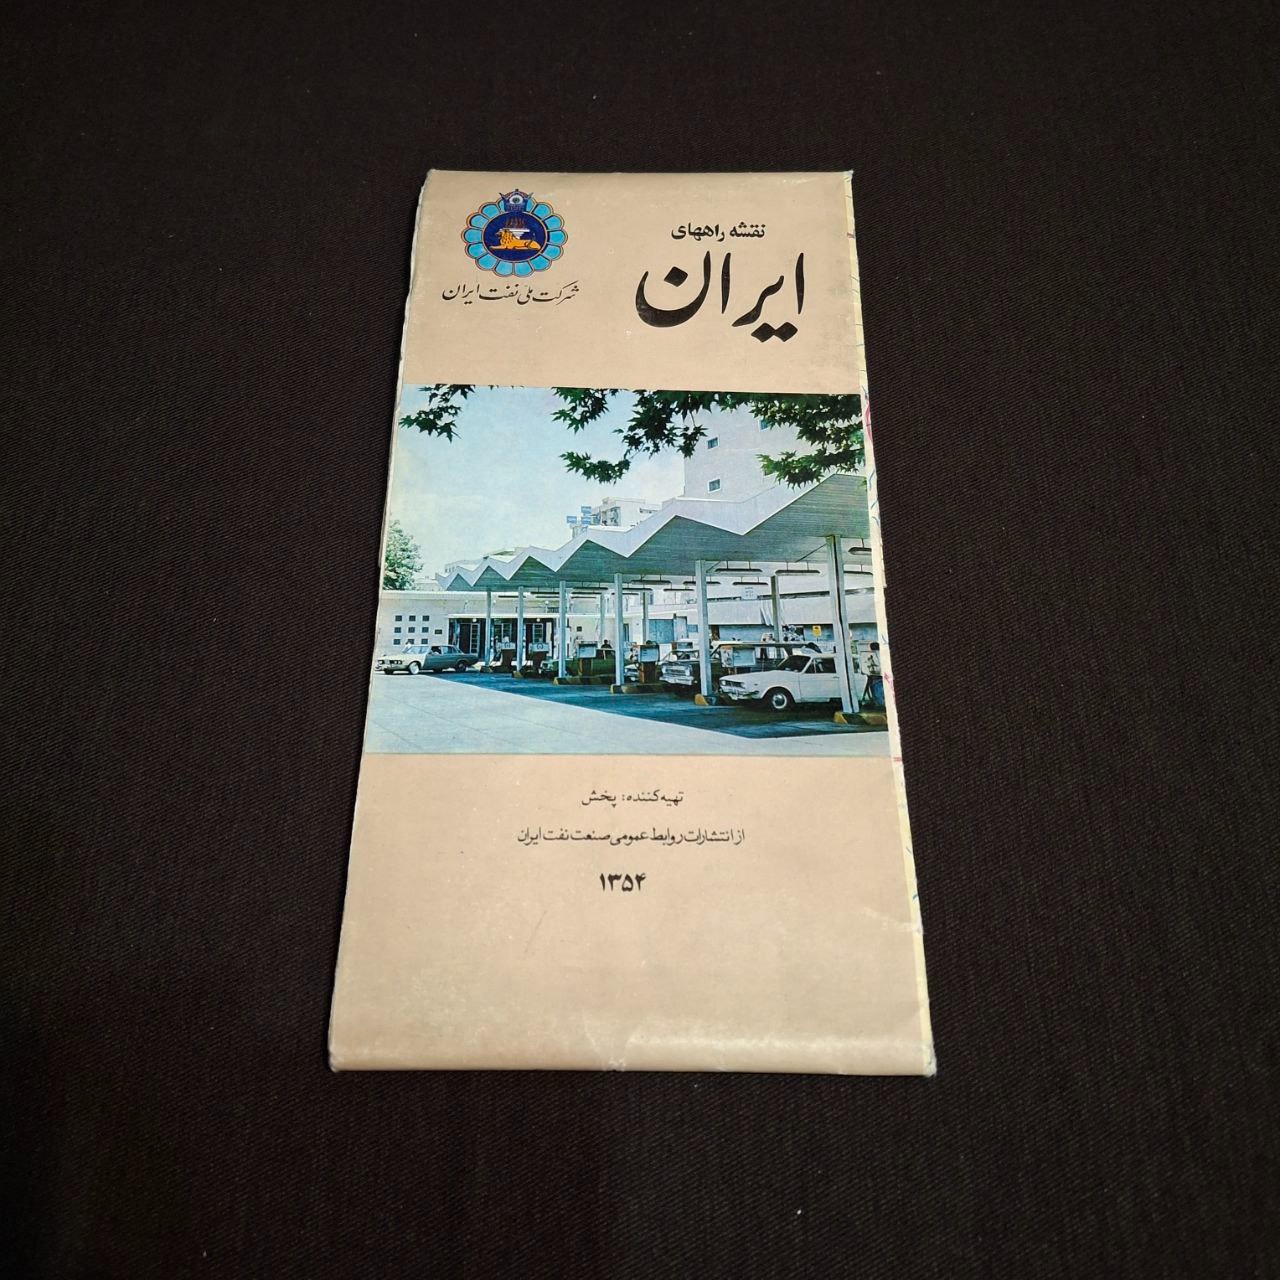 نقشه راههای
ایران
شرکت ملی نفت ایران
تهیه‌کننده: پخش
از انتشارات روابط عمومی صنعت نفت ایران
۱۳۵۴